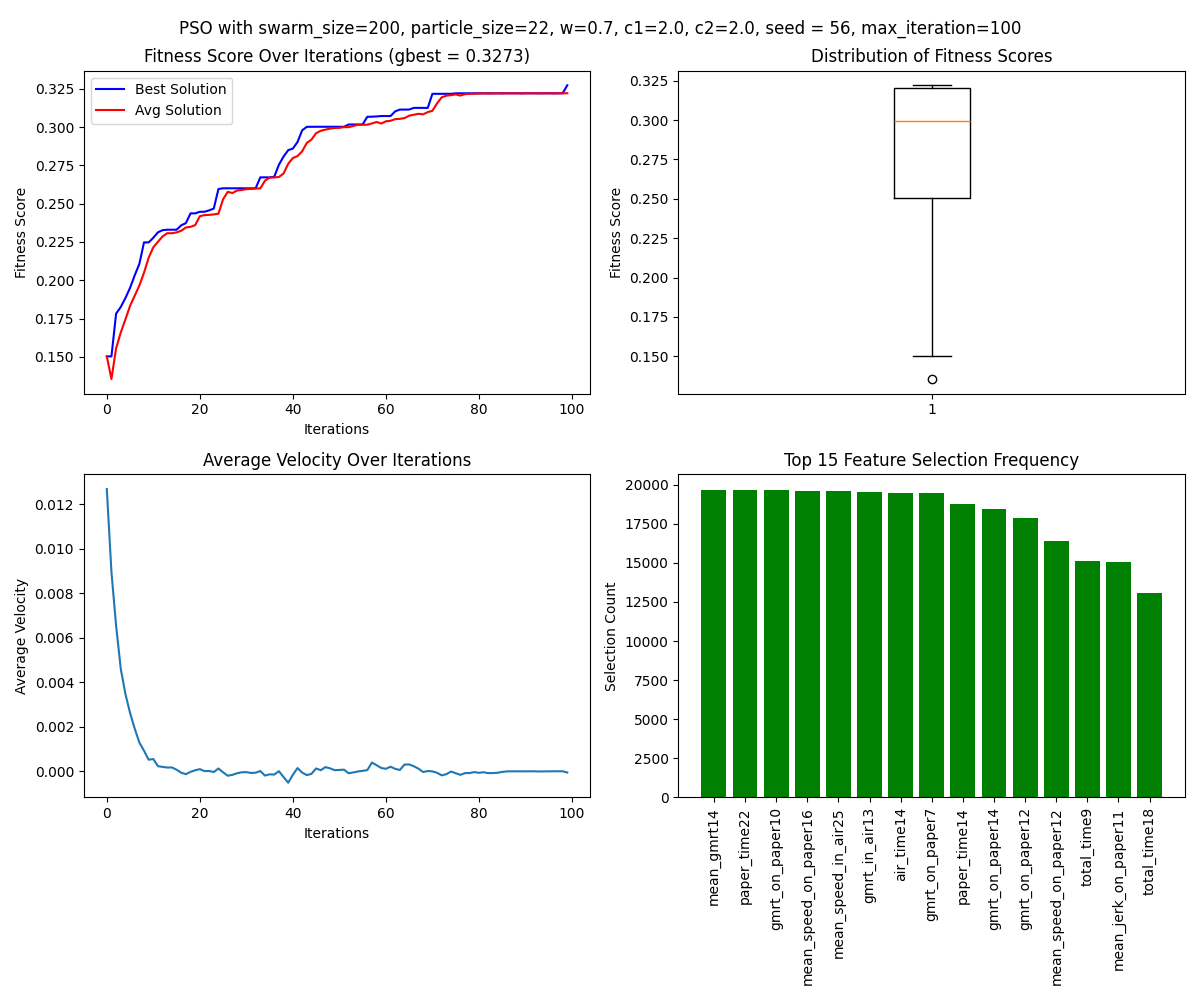 PSO with swarm_size=200, particle_size=22, w=0.7, c1=2.0, c2=2.0, seed = 56, max_iteration=100
Fitness Score Over Iterations (gbest = 0.3273)
Best Solution
Avg Solution
0.325
0.300
0.275
0.250
0.225
0.200
0.175
0.150
Fitness Score
0 20 40 60 80 100
Iterations
Distribution of Fitness Scores
0.325
0.300
0.275
0.250
0.225
0.200
0.175
0.150
Fitness Score
1
Average Velocity Over Iterations
0.012
0.010
0.008
0.006
0.004
0.002
0.000
Average Velocity
0 20 40 60 80 100
Iterations
Top 15 Feature Selection Frequency
20000
17500
15000
12500
10000
7500
5000
2500
0
Selection Count
mean_gmrt14
paper_time22
gmrt_on_paper10
mean_speed_on_paper16
mean_speed_in_air25
gmrt_in_air13
air_time14
gmrt_on_paper7
paper_time14
gmrt_on_paper14
gmrt_on_paper12
mean_speed_on_paper12
total_time9
mean_jerk_on_paper11
total_time18